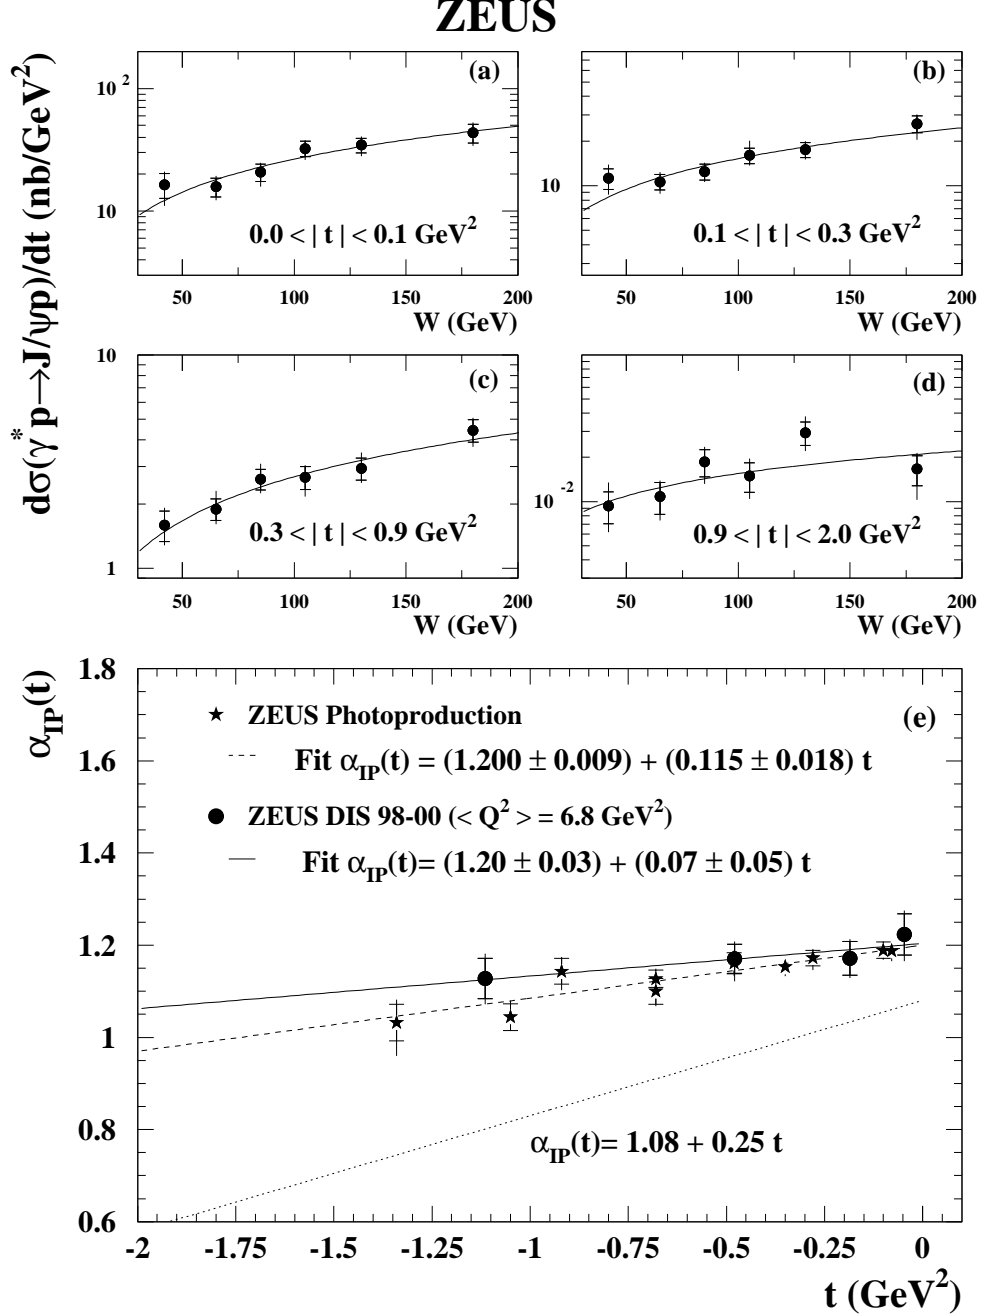 ZEUS
dσ(γ* p→J/ψp)/dt (nb/GeV²)
(a)
10²
10
0.0 < | t | < 0.1 GeV²
50 100 150 200
W (GeV)
(b)
10
0.1 < | t | < 0.3 GeV²
50 100 150 200
W (GeV)
(c)
10
1
0.3 < | t | < 0.9 GeV²
50 100 150 200
W (GeV)
(d)
10⁻²
0.9 < | t | < 2.0 GeV²
50 100 150 200
W (GeV)
α_IP(t)
1.8
1.6
1.4
1.2
1
0.8
0.6
(e)
ZEUS Photoproduction
Fit α_IP(t) = (1.200 ± 0.009) + (0.115 ± 0.018) t
ZEUS DIS 98-00 (< Q² > = 6.8 GeV²)
Fit α_IP(t)= (1.20 ± 0.03) + (0.07 ± 0.05) t
α_IP(t)= 1.08 + 0.25 t
-2 -1.75 -1.5 -1.25 -1 -0.75 -0.5 -0.25 0
t (GeV²)